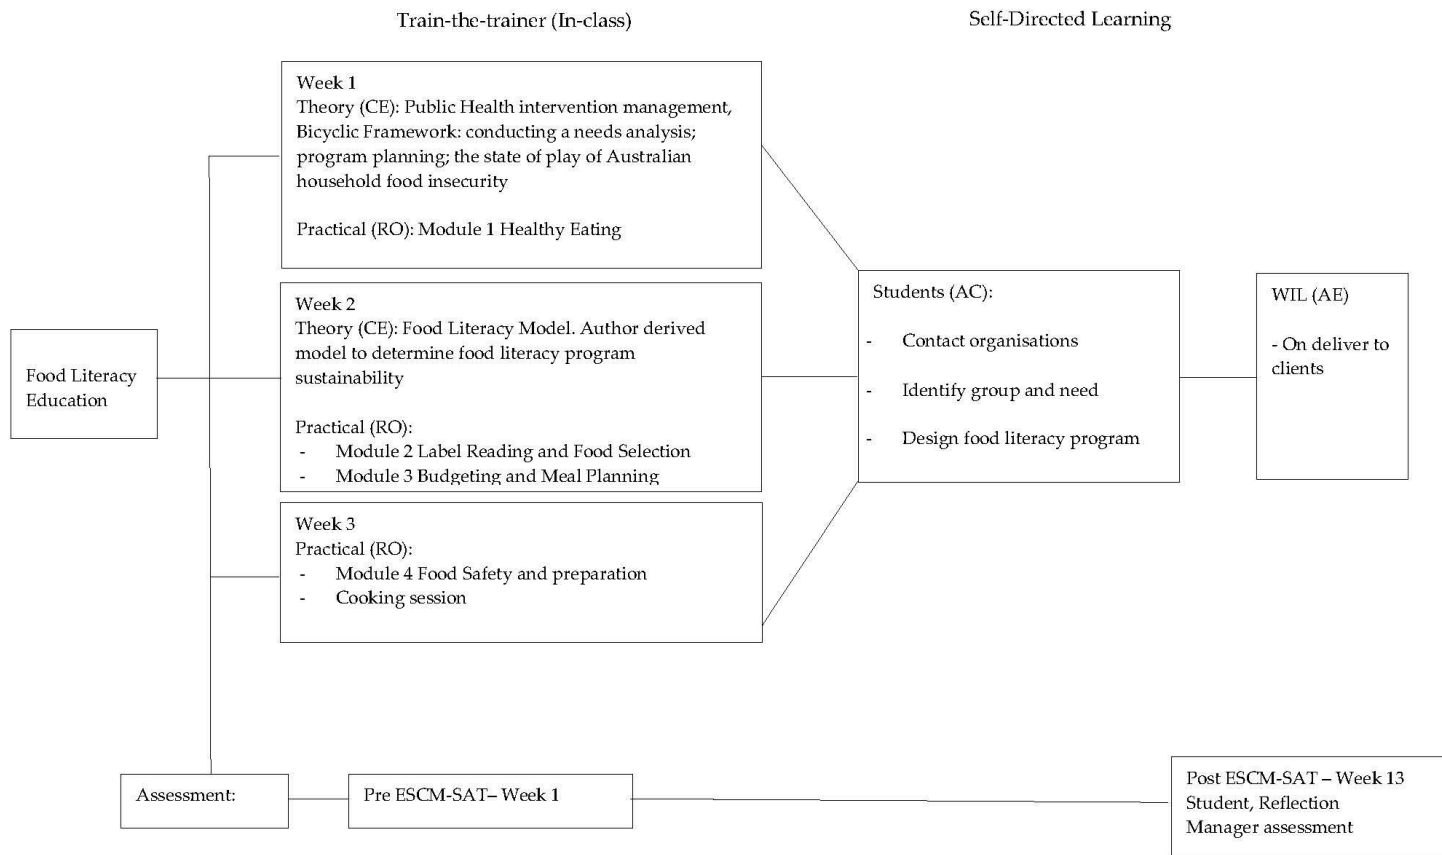 Train-the-trainer (In-class)
Self-Directed Learning
Week 1
Theory (CE): Public Health intervention management,
Bicyclic Framework: conducting a needs analysis;
program planning; the state of play of Australian
household food insecurity
Practical (RO): Module 1 Healthy Eating
Week 2
Theory (CE): Food Literacy Model. Author derived
model to determine food literacy program
sustainability
Practical (RO):
- Module 2 Label Reading and Food Selection
- Module 3 Budgeting and Meal Planning
Week 3
Practical (RO):
- Module 4 Food Safety and preparation
- Cooking session
Food Literacy
Education
Students (AC):
- Contact organisations
- Identify group and need
- Design food literacy program
WIL (AE)
- On deliver to
clients
Assessment:
Pre ESCM-SAT– Week 1
Post ESCM-SAT – Week 13
Student, Reflection
Manager assessment